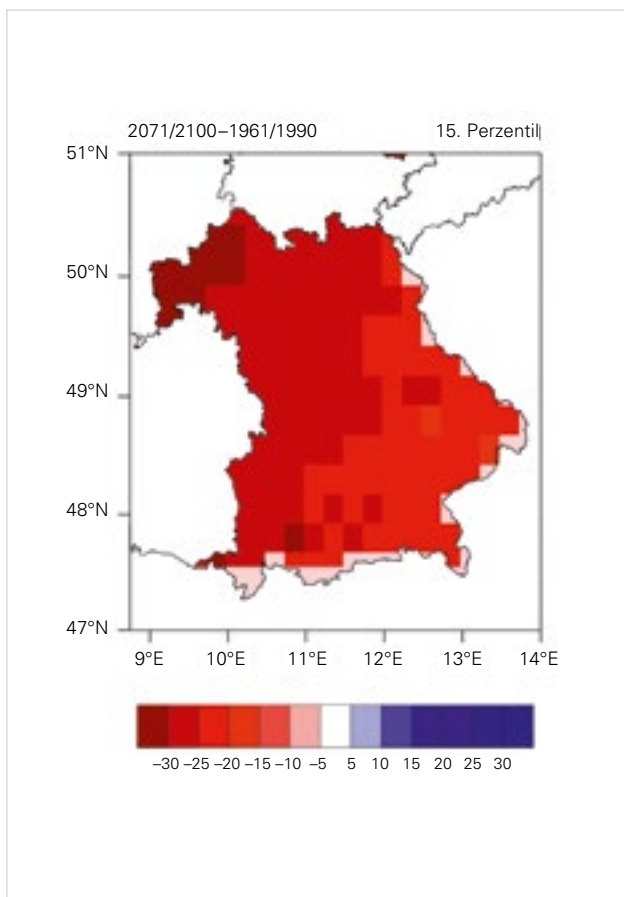 2071/2100–1961/1990 15. Perzentil
51°N
50°N
49°N
48°N
47°N
9°E 10°E 11°E 12°E 13°E 14°E
–30 –25 –20 –15 –10 –5 5 10 15 20 25 30